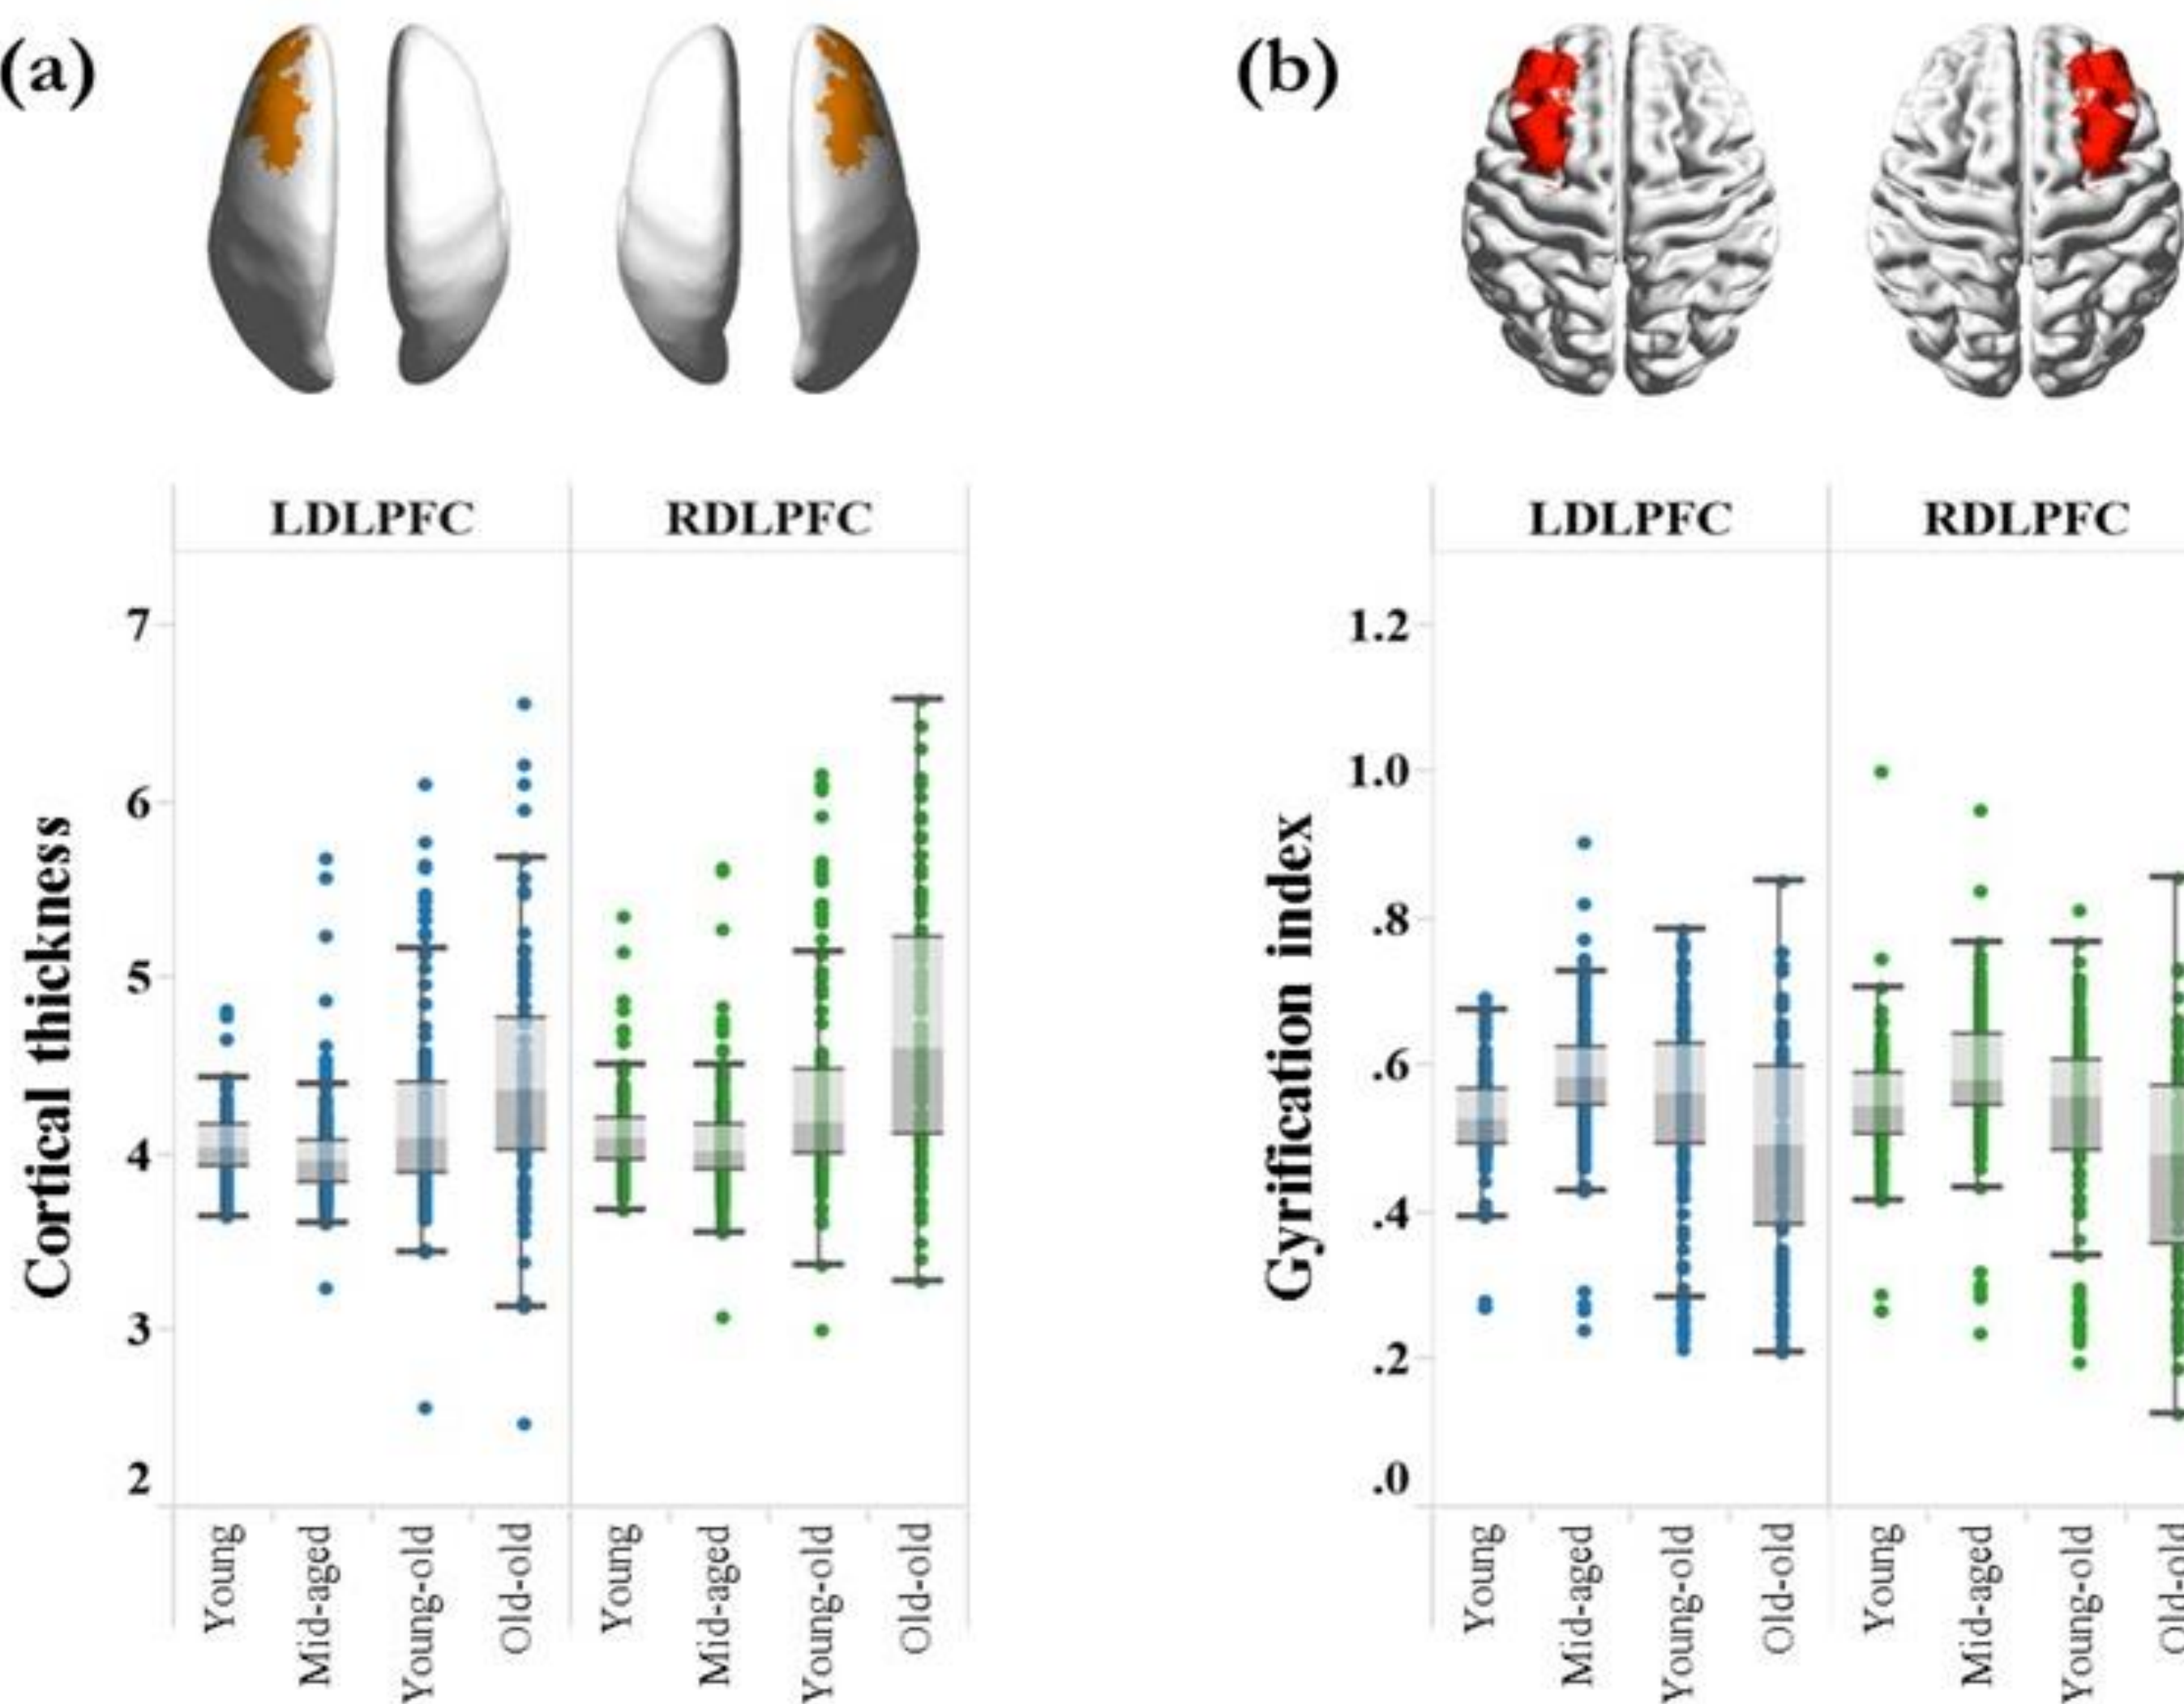 (a)
(b)
LDLPFC
RDLPFC
Cortical thickness
7
6
5
4
3
2
Young
Mid-aged
Young-old
Old-old
Young
Mid-aged
Young-old
Old-old
LDLPFC
RDLPFC
Gyrification index
1.2
1.0
.8
.6
.4
.2
.0
Young
Mid-aged
Young-old
Old-old
Young
Mid-aged
Young-old
Old-old